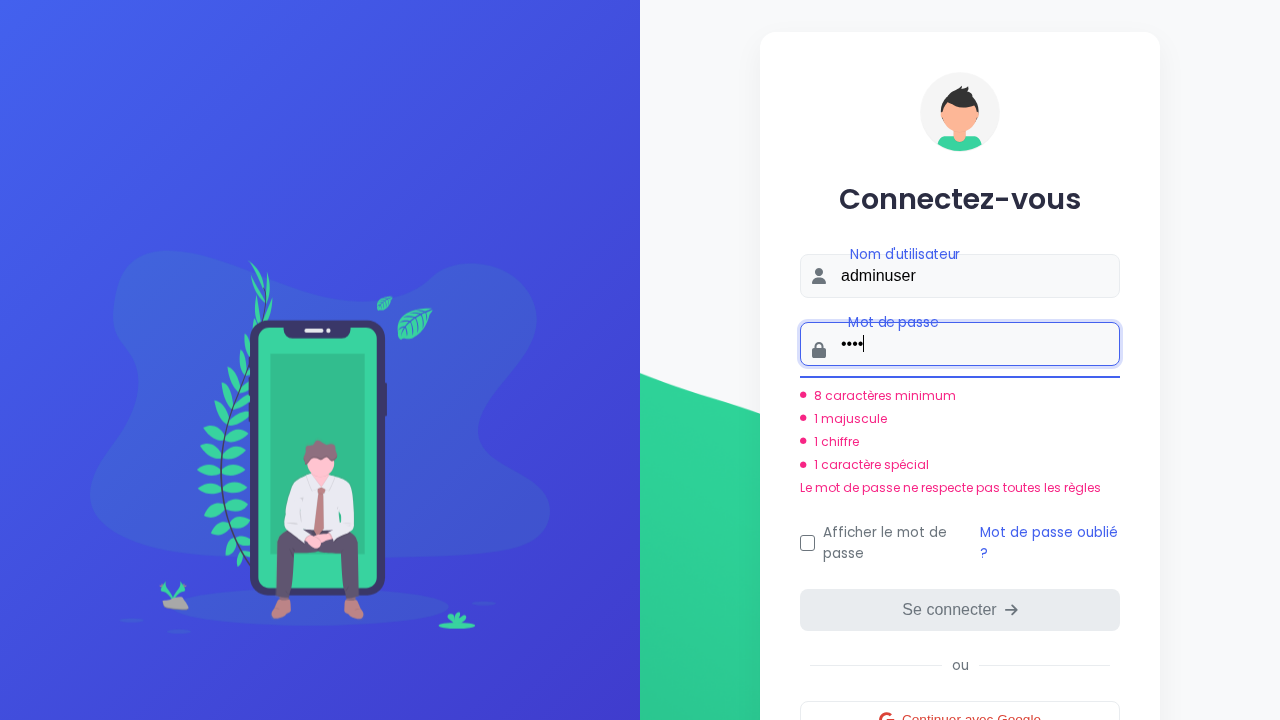 Connectez-vous
Nom d'utilisateur
adminuser
Mot de passe
••••
8 caractères minimum
1 majuscule
1 chiffre
1 caractère spécial
Le mot de passe ne respecte pas toutes les règles
Afficher le mot de
passe
Mot de passe oublié
?
Se connecter
ou
Continuer avec Google